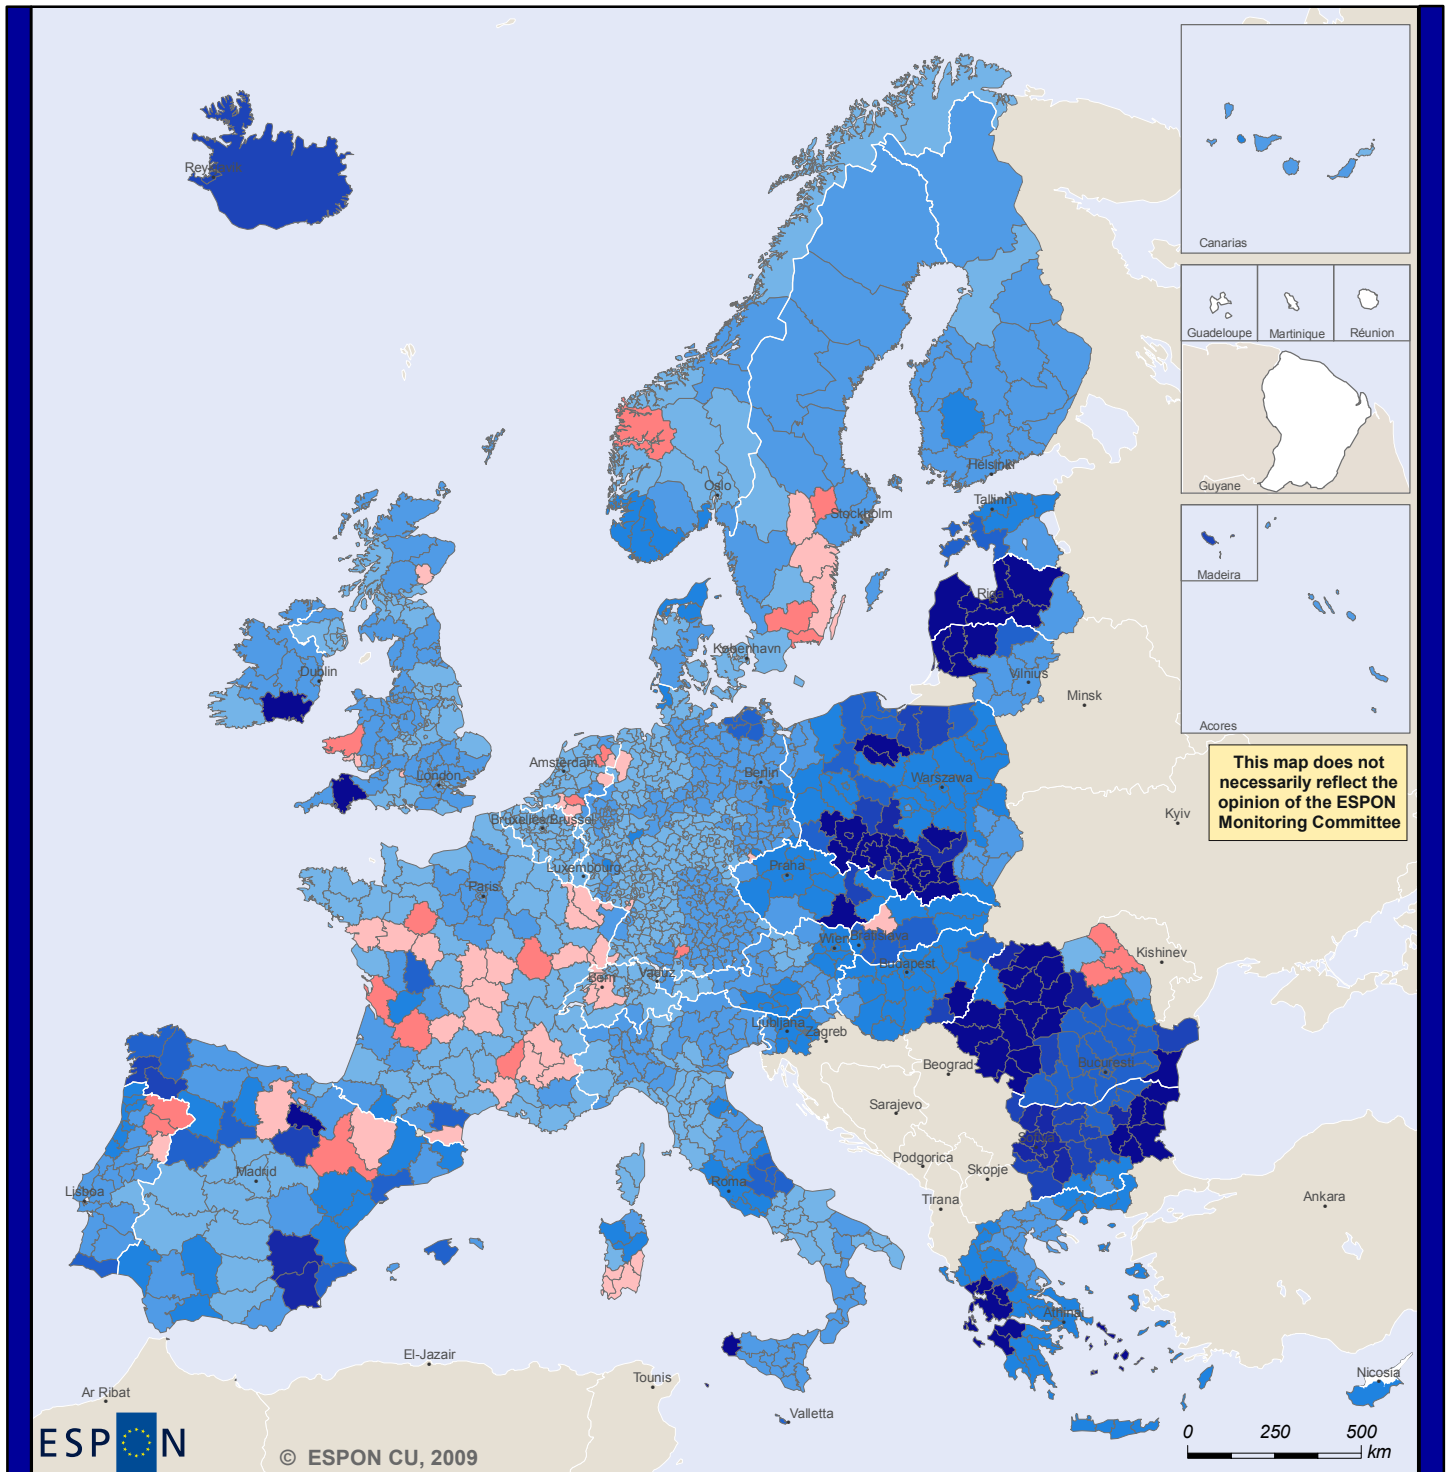 Reykjavik
Canarias
Guadeloupe
Martinique
Réunion
Guyane
Madeira
Acores
This map does not
necessarily reflect the
opinion of the ESPON
Monitoring Committee
Oslo
Helsinki
Tallinn
Stockholm
Riga
København
Dublin
Vilnius
Minsk
Amsterdam
London
Berlin
Warszawa
Kyiv
Bruxelles/Brussel
Luxembourg
Praha
Paris
Wien
Bratislava
Kishinev
Budapest
Bern
Vaduz
Ljubljana
Zagreb
Beograd
Bucuresti
Sarajevo
Sofia
Podgorica
Skopje
Madrid
Roma
Lisboa
Tirana
Ankara
Athinai
El-Jazair
Tounis
Nicosia
Ar Ribat
Valletta
0 250 500
km
ESPON
© ESPON CU, 2009